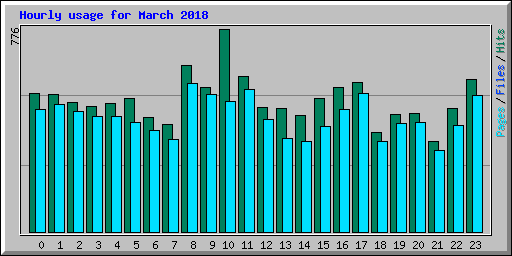 Hourly usage for March 2018
776
Pages/Files/Hits
0 1 2 3 4 5 6 7 8 9 10 11 12 13 14 15 16 17 18 19 20 21 22 23